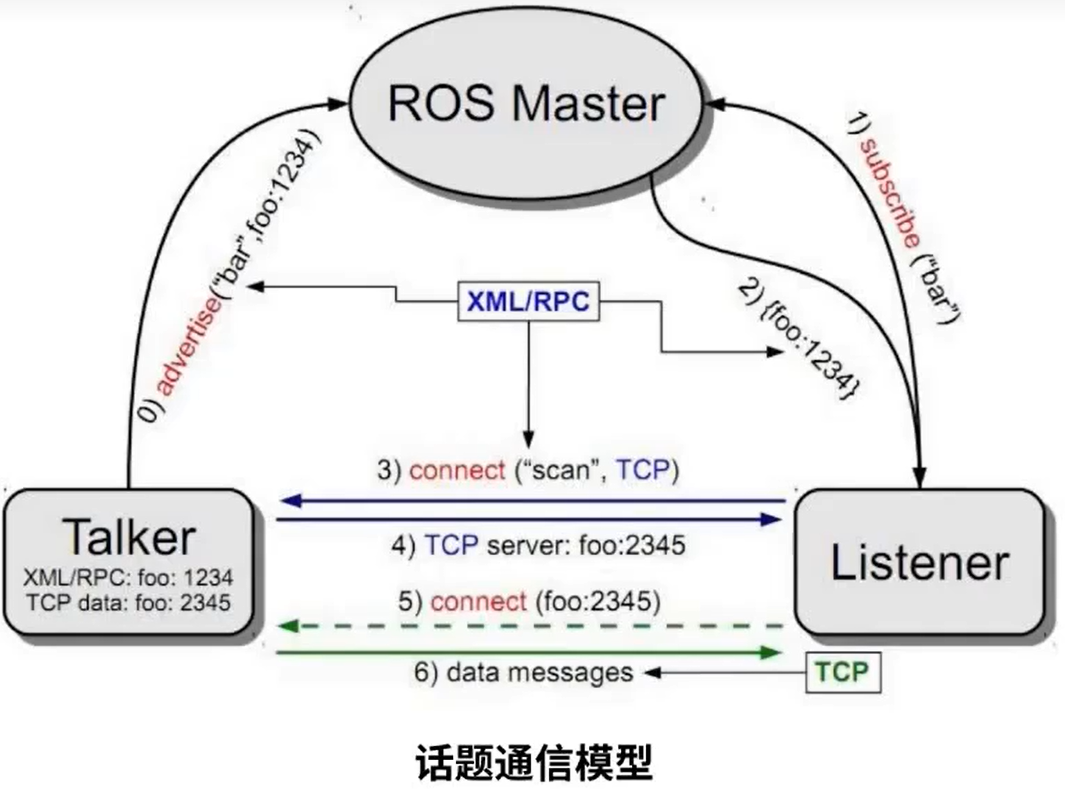 ROS Master
0) advertise("bar",foo:1234)
1) subscribe ("bar")
XML/RPC
2) {foo:1234}
3) connect ("scan", TCP)
Talker
XML/RPC: foo: 1234
TCP data: foo: 2345
4) TCP server: foo:2345
Listener
5) connect (foo:2345)
6) data messages
TCP
话题通信模型